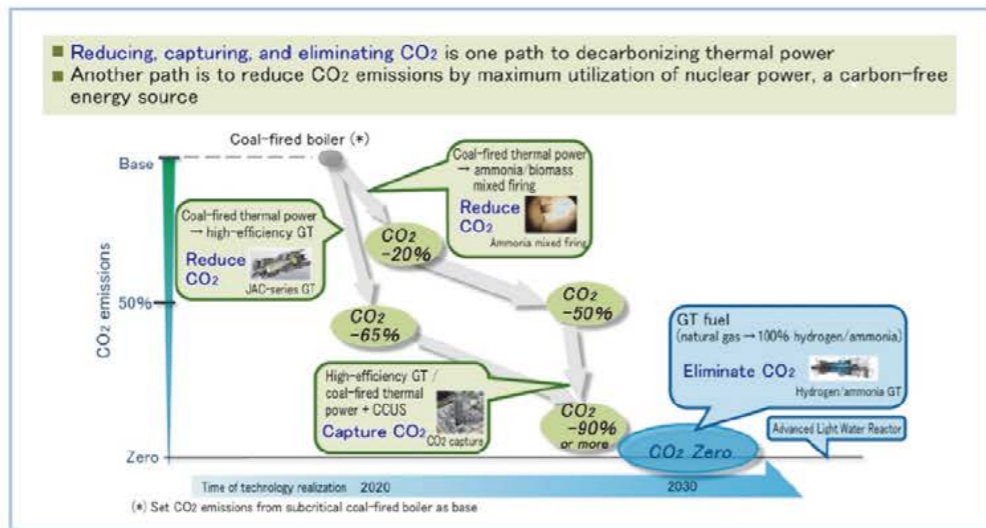 ■ Reducing, capturing, and eliminating CO₂ is one path to decarbonizing thermal power
■ Another path is to reduce CO₂ emissions by maximum utilization of nuclear power, a carbon-free
energy source
Coal-fired boiler (*)
Base
Coal-fired thermal power
→ ammonia/biomass
mixed firing
Reduce
CO₂
Ammonia mixed firing
Coal-fired thermal power
→ high-efficiency GT
Reduce
CO₂
JAC-series GT
CO₂
-20%
CO₂ emissions
50%
CO₂
-50%
CO₂
-65%
GT fuel
(natural gas → 100% hydrogen/ammonia)
Eliminate CO₂
Hydrogen/ammonia GT
High-efficiency GT /
coal-fired thermal
power + CCUS
Capture CO₂
CO₂ capture
CO₂
-90%
or more
Advanced Light Water Reactor
CO₂ Zero
Zero
Time of technology realization 2020 2030
(*) Set CO₂ emissions from subcritical coal-fired boiler as base